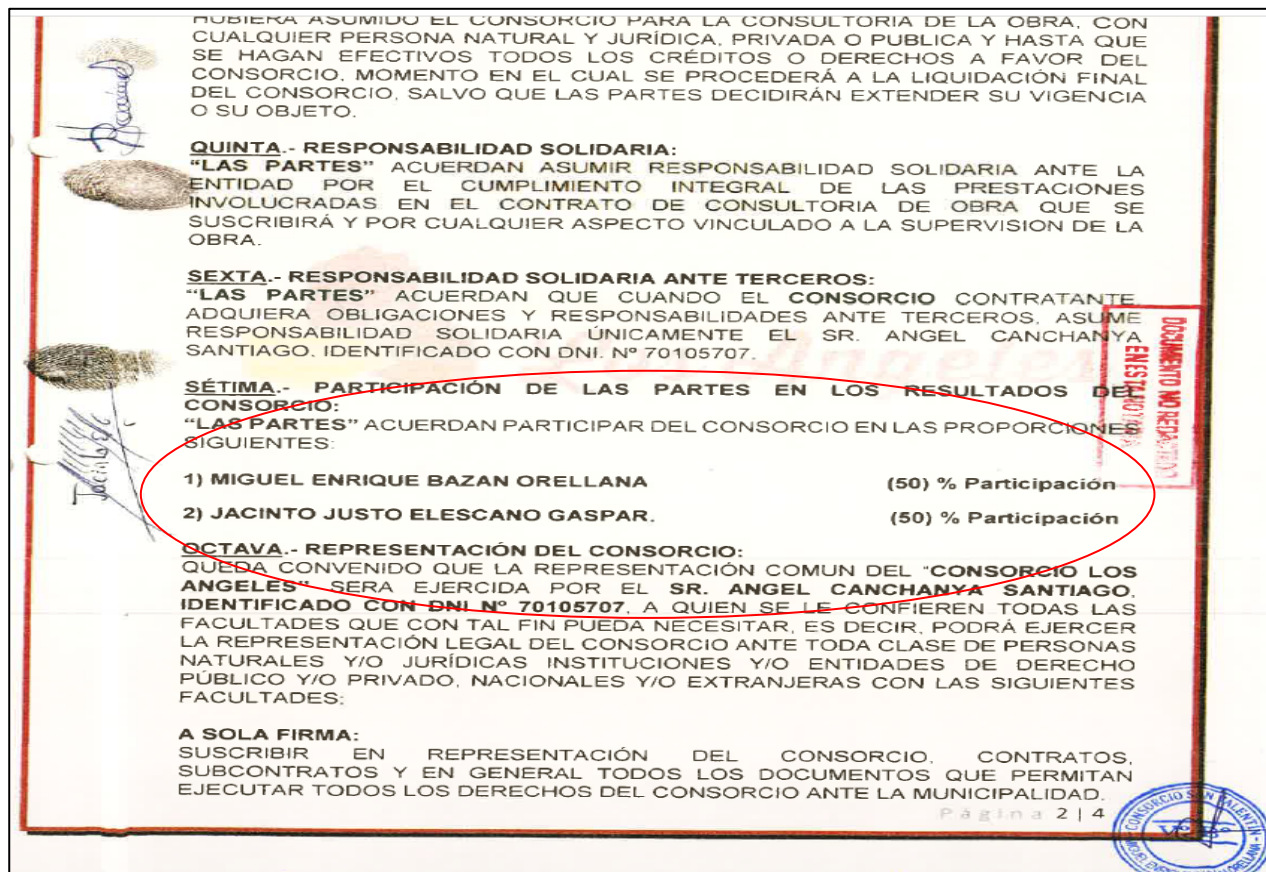 HUBIERA ASUMIDO EL CONSORCIO PARA LA CONSULTORIA DE LA OBRA, CON
CUALQUIER PERSONA NATURAL Y JURÍDICA, PRIVADA O PUBLICA Y HASTA QUE
SE HAGAN EFECTIVOS TODOS LOS CRÉDITOS O DERECHOS A FAVOR DEL
CONSORCIO, MOMENTO EN EL CUAL SE PROCEDERÁ A LA LIQUIDACIÓN FINAL
DEL CONSORCIO, SALVO QUE LAS PARTES DECIDIRÁN EXTENDER SU VIGENCIA
O SU OBJETO.
QUINTA.- RESPONSABILIDAD SOLIDARIA:
"LAS PARTES" ACUERDAN ASUMIR RESPONSABILIDAD SOLIDARIA ANTE LA
ENTIDAD POR EL CUMPLIMIENTO INTEGRAL DE LAS PRESTACIONES
INVOLUCRADAS EN EL CONTRATO DE CONSULTORIA DE OBRA QUE SE
SUSCRIBIRÁ Y POR CUALQUIER ASPECTO VINCULADO A LA SUPERVISION DE LA
OBRA.
SEXTA.- RESPONSABILIDAD SOLIDARIA ANTE TERCEROS:
"LAS PARTES" ACUERDAN QUE CUANDO EL CONSORCIO CONTRATANTE,
ADQUIERA OBLIGACIONES Y RESPONSABILIDADES ANTE TERCEROS, ASUME
RESPONSABILIDAD SOLIDARIA ÚNICAMENTE EL SR. ANGEL CANCHANYA
SANTIAGO. IDENTIFICADO CON DNI. Nº 70105707.
Los Angeles
DOCUMENTO NO REDACTADO
EN ESTA NOTARIA
SÉTIMA.- PARTICIPACIÓN DE LAS PARTES EN LOS RESULTADOS DEL
CONSORCIO:
"LAS PARTES" ACUERDAN PARTICIPAR DEL CONSORCIO EN LAS PROPORCIONES
SIGUIENTES:
1) MIGUEL ENRIQUE BAZAN ORELLANA (50) % Participación
2) JACINTO JUSTO ELESCANO GASPAR. (50) % Participación
OCTAVA.- REPRESENTACIÓN DEL CONSORCIO:
QUEDA CONVENIDO QUE LA REPRESENTACIÓN COMUN DEL "CONSORCIO LOS
ANGELES" SERA EJERCIDA POR EL SR. ANGEL CANCHANYA SANTIAGO,
IDENTIFICADO CON DNI Nº 70105707, A QUIEN SE LE CONFIEREN TODAS LAS
FACULTADES QUE CON TAL FIN PUEDA NECESITAR, ES DECIR, PODRÁ EJERCER
LA REPRESENTACIÓN LEGAL DEL CONSORCIO ANTE TODA CLASE DE PERSONAS
NATURALES Y/O JURÍDICAS INSTITUCIONES Y/O ENTIDADES DE DERECHO
PÚBLICO Y/O PRIVADO, NACIONALES Y/O EXTRANJERAS CON LAS SIGUIENTES
FACULTADES:
A SOLA FIRMA:
SUSCRIBIR EN REPRESENTACIÓN DEL CONSORCIO, CONTRATOS,
SUBCONTRATOS Y EN GENERAL TODOS LOS DOCUMENTOS QUE PERMITAN
EJECUTAR TODOS LOS DERECHOS DEL CONSORCIO ANTE LA MUNICIPALIDAD.
Página 2 | 4
CONSORCIO SAN VALENTIN